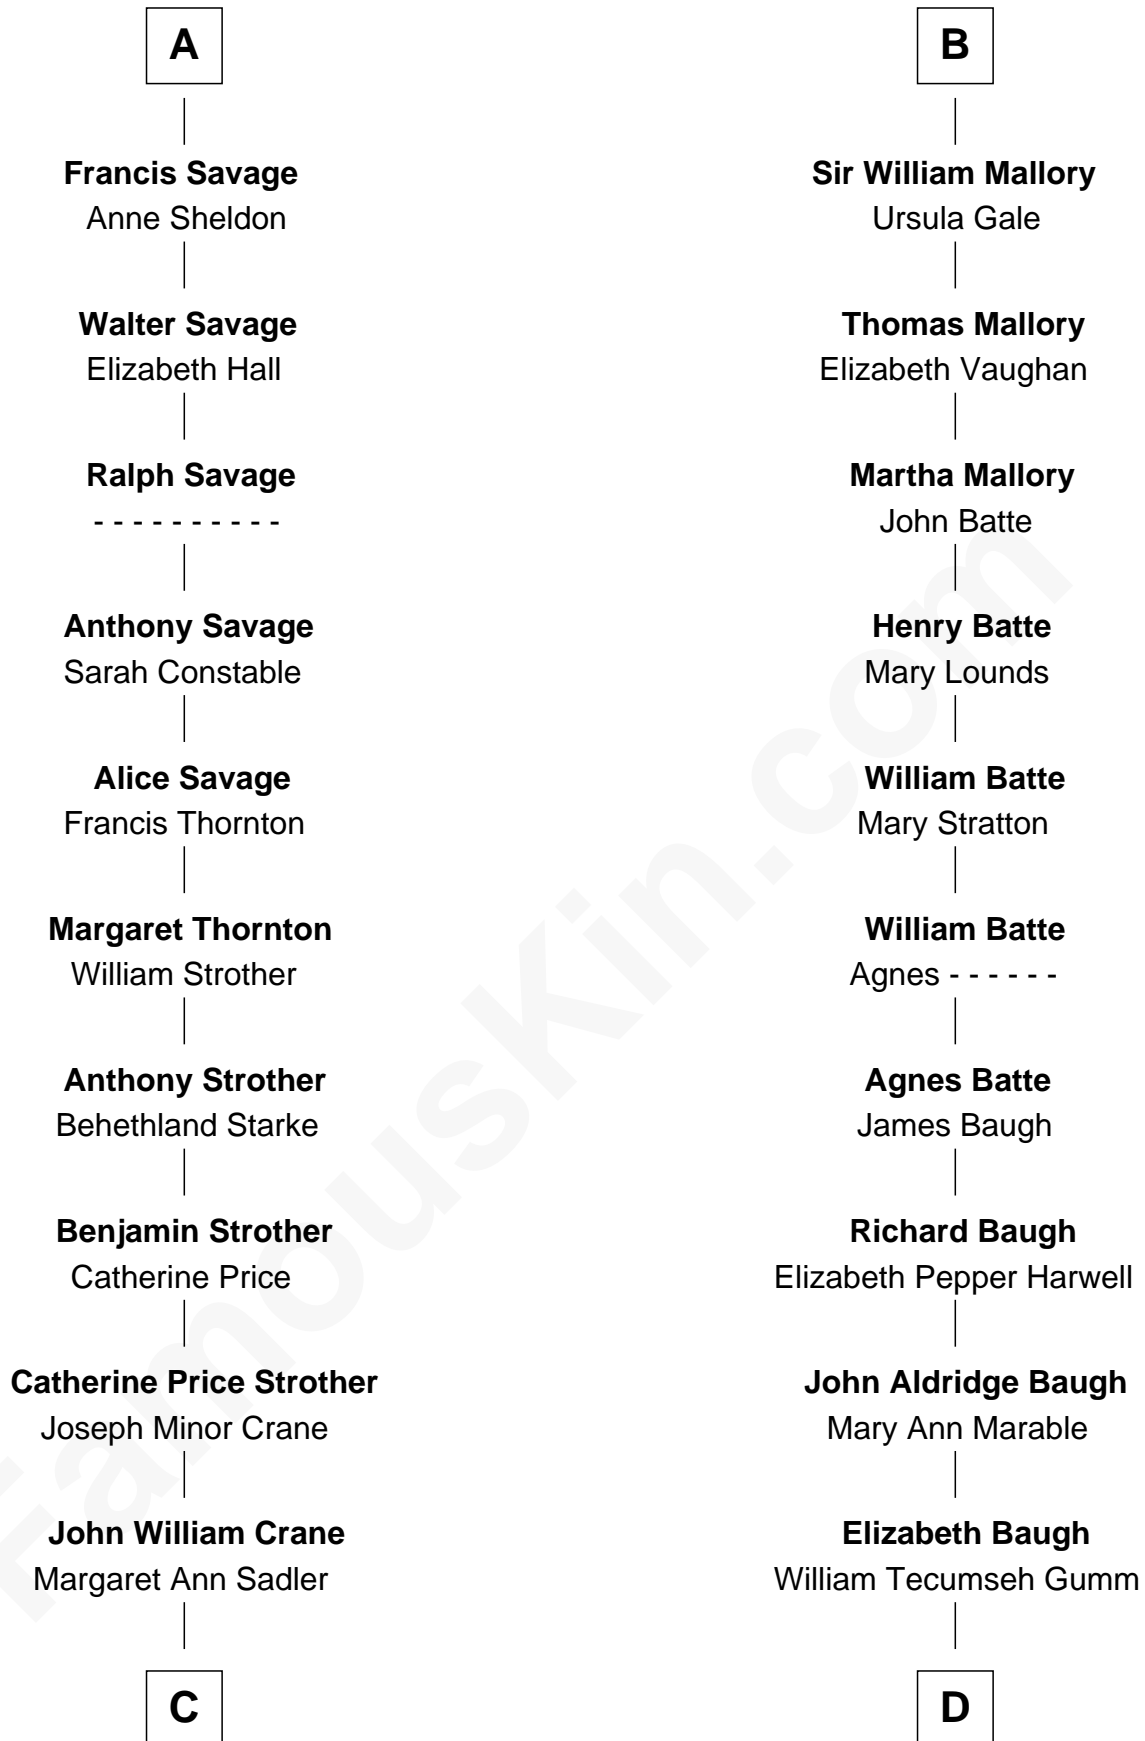 A
Francis Savage
Anne Sheldon
Walter Savage
Elizabeth Hall
Ralph Savage
- - - - - - - - - -
Anthony Savage
Sarah Constable
Alice Savage
Francis Thornton
Margaret Thornton
William Strother
Anthony Strother
Behethland Starke
Benjamin Strother
Catherine Price
Catherine Price Strother
Joseph Minor Crane
John William Crane
Margaret Ann Sadler
C
B
Sir William Mallory
Ursula Gale
Thomas Mallory
Elizabeth Vaughan
Martha Mallory
John Batte
Henry Batte
Mary Lounds
William Batte
Mary Stratton
William Batte
Agnes - - - - - -
Agnes Batte
James Baugh
Richard Baugh
Elizabeth Pepper Harwell
John Aldridge Baugh
Mary Ann Marable
Elizabeth Baugh
William Tecumseh Gumm
D
FamousKin.com